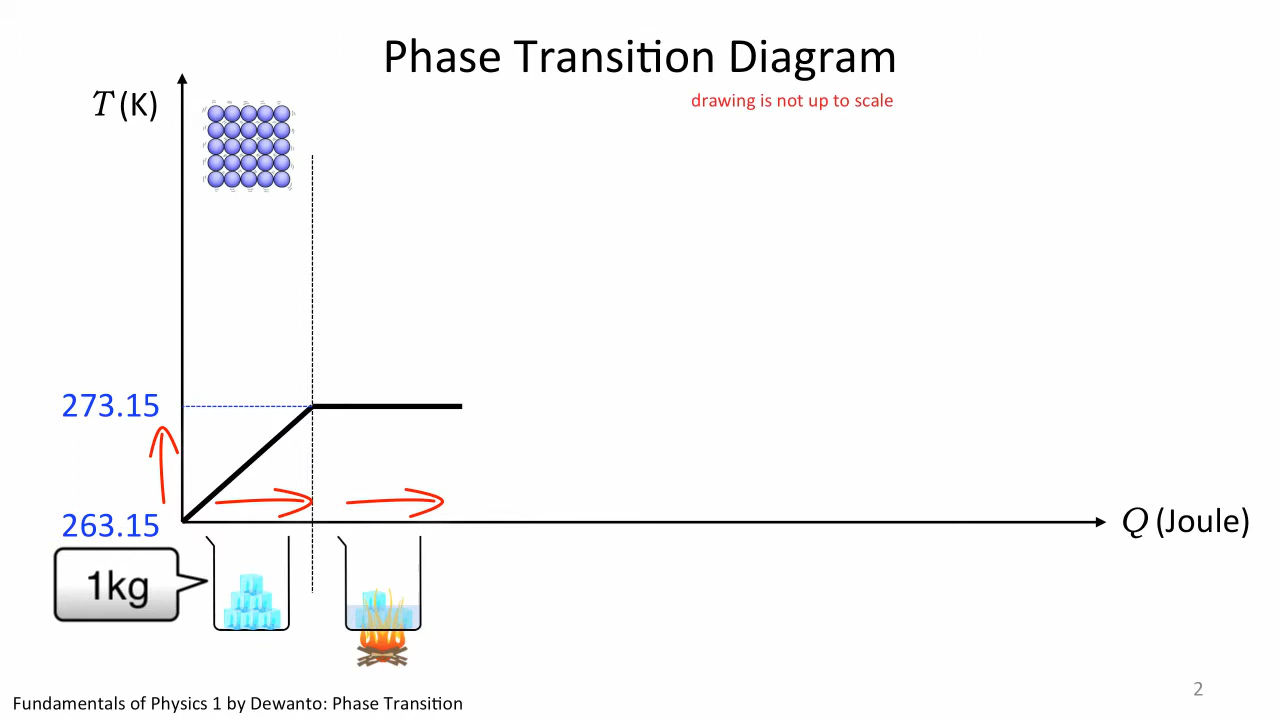 Phase Transition Diagram
drawing is not up to scale
T (K)
273.15
263.15
Q (Joule)
1kg
2
Fundamentals of Physics 1 by Dewanto: Phase Transition